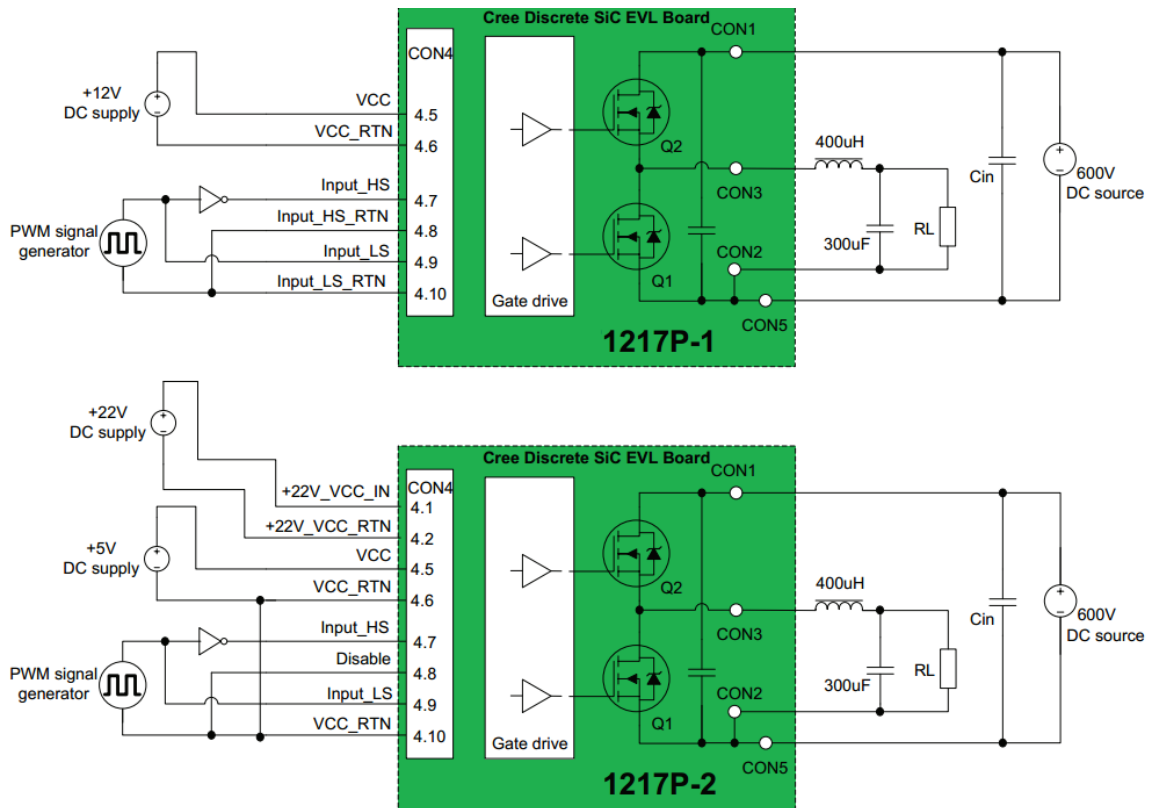 Cree Discrete SiC EVL Board
CON1
CON4
+12V
DC supply
VCC
4.5
VCC_RTN
4.6
Q2
400uH
CON3
Cin
600V
DC source
Input_HS
4.7
PWM signal
generator
Input_HS_RTN
4.8
Input_LS
4.9
Input_LS_RTN
4.10
CON2
300uF
RL
Q1
Gate drive
CON5
1217P-1
+22V
DC supply
Cree Discrete SiC EVL Board
CON1
CON4
+22V_VCC_IN
4.1
+22V_VCC_RTN
4.2
+5V
DC supply
VCC
4.5
VCC_RTN
4.6
Q2
400uH
CON3
Cin
600V
DC source
Input_HS
4.7
PWM signal
generator
Disable
4.8
Input_LS
4.9
VCC_RTN
4.10
CON2
300uF
RL
Q1
Gate drive
CON5
1217P-2